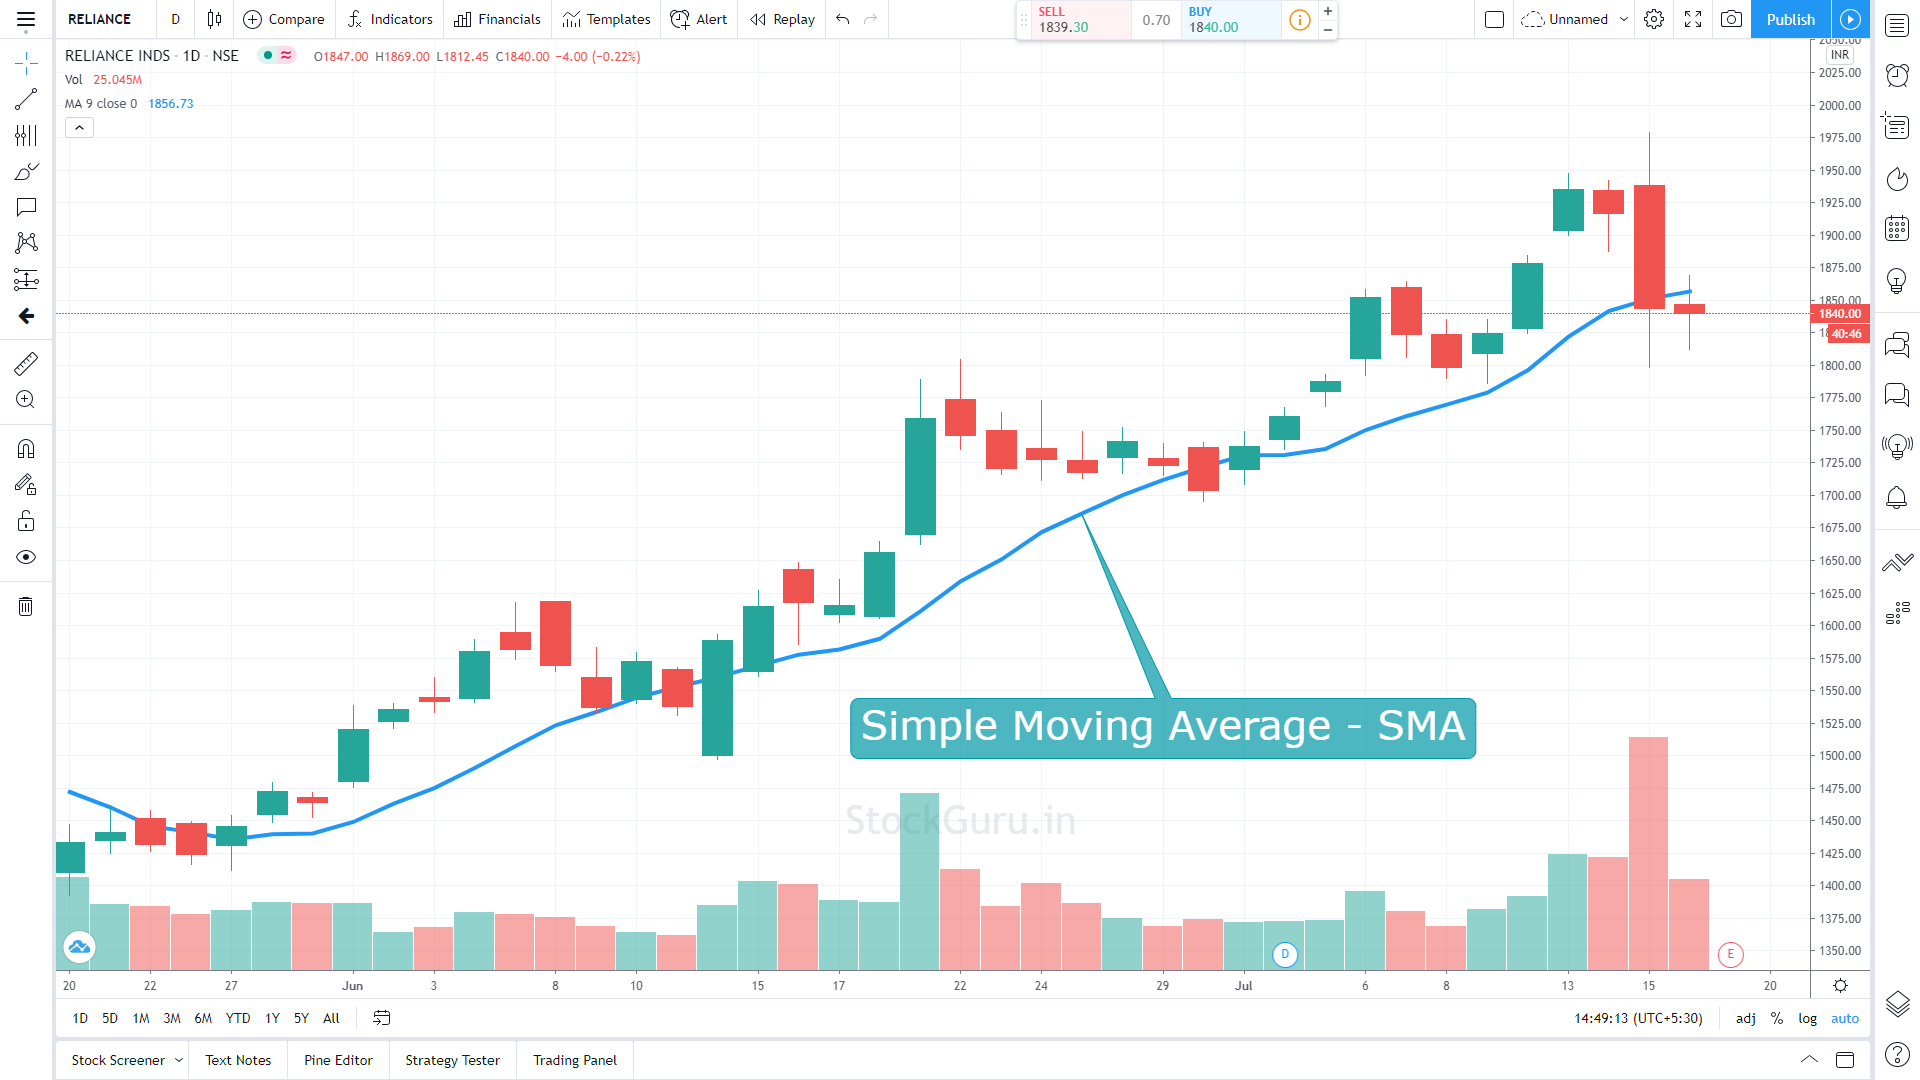 RELIANCE D Compare Indicators Financials Templates Alert Replay
SELL
1839.30
0.70
BUY
1840.00
Unnamed Publish
RELIANCE INDS · 1D · NSE O1847.00 H1869.00 L1812.45 C1840.00 −4.00 (−0.22%)
Vol 25.045M
MA 9 close 0 1856.73
INR
2050.00
2025.00
2000.00
1975.00
1950.00
1925.00
1900.00
1875.00
1850.00
1840.00
40:46
1800.00
1775.00
1750.00
1725.00
1700.00
1675.00
1650.00
1625.00
1600.00
1575.00
1550.00
1525.00
1500.00
1475.00
1450.00
1425.00
1400.00
1375.00
1350.00
Simple Moving Average - SMA
StockGuru.in
D E
20 22 27 Jun 3 8 10 15 17 22 24 29 Jul 6 8 13 15 20
1D 5D 1M 3M 6M YTD 1Y 5Y All
14:49:13 (UTC+5:30) adj % log auto
Stock Screener Text Notes Pine Editor Strategy Tester Trading Panel